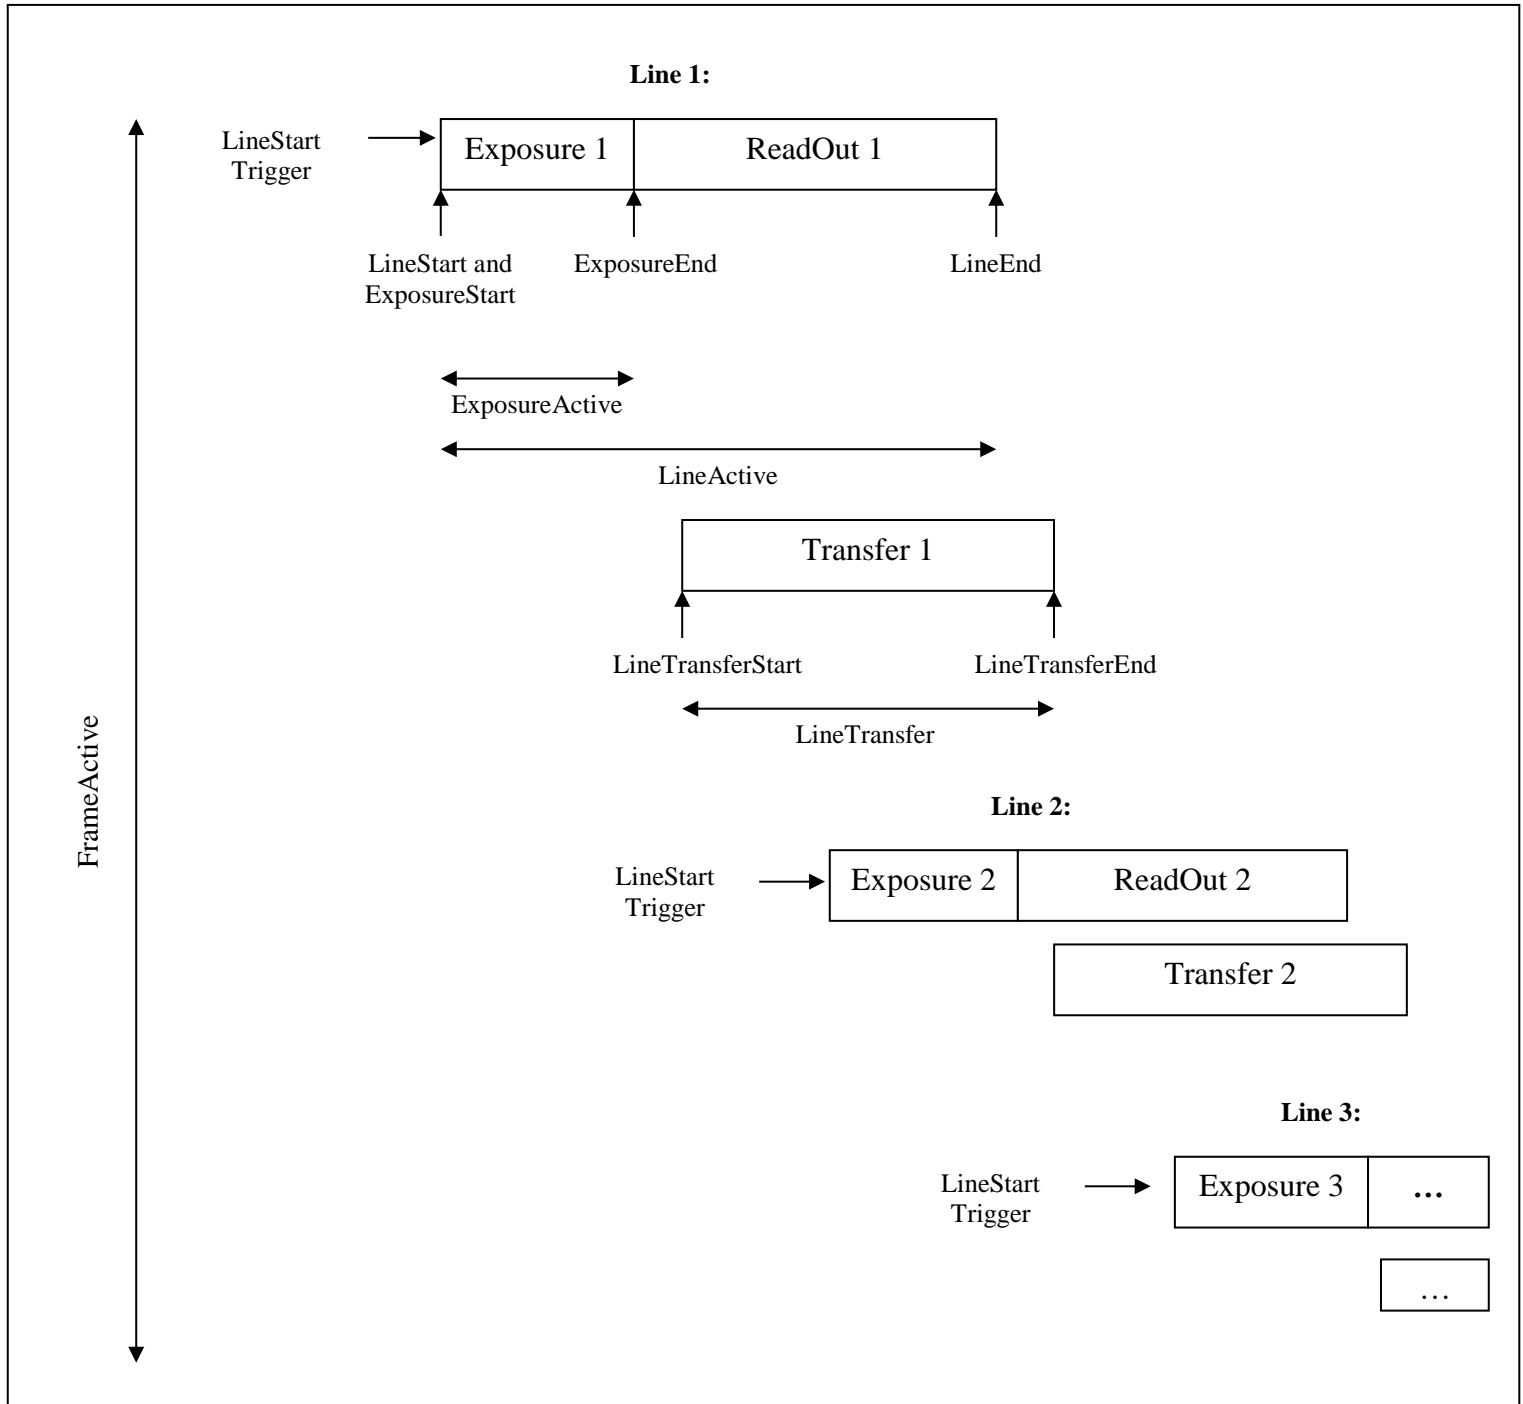 Line 1:
LineStart
Trigger
Exposure 1
ReadOut 1
LineStart and
ExposureStart
ExposureEnd
LineEnd
ExposureActive
LineActive
Transfer 1
LineTransferStart
LineTransferEnd
LineTransfer
FrameActive
Line 2:
LineStart
Trigger
Exposure 2
ReadOut 2
Transfer 2
Line 3:
LineStart
Trigger
Exposure 3
...
...